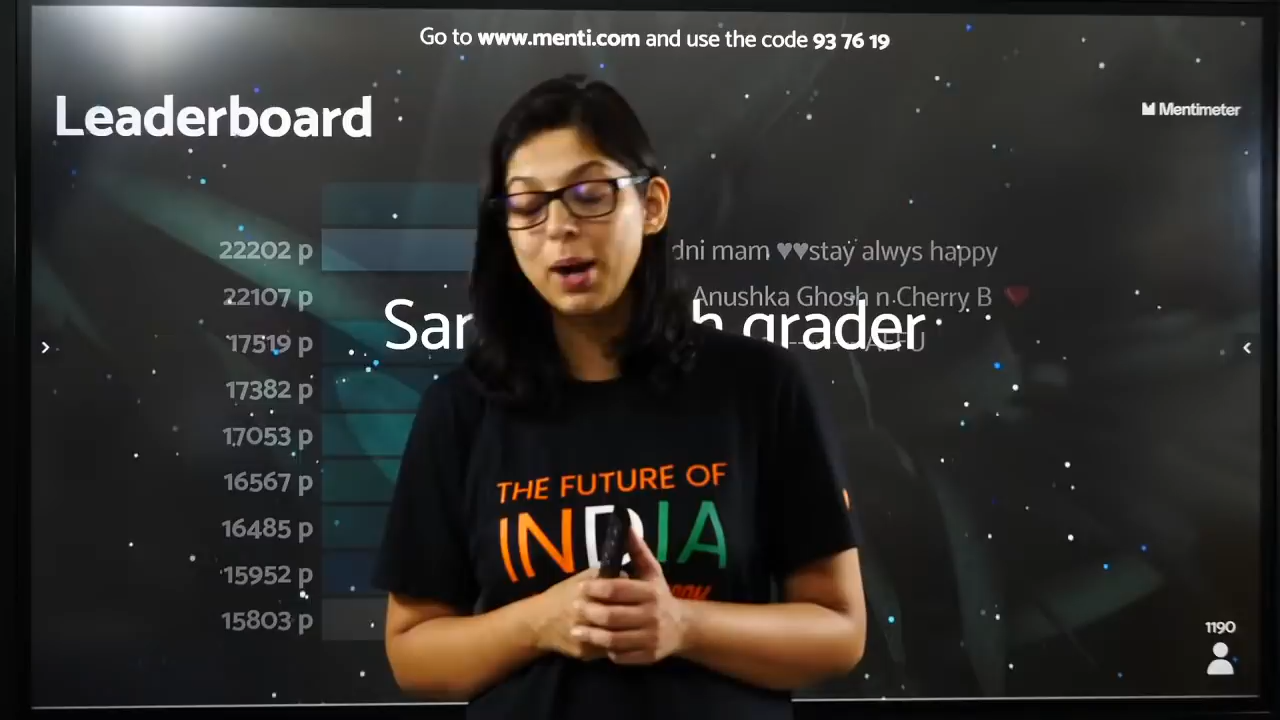 Go to www.menti.com and use the code 93 76 19
Leaderboard
Mentimeter
22202 p
dni mam ♥♥stay alwys happy
22107 p
Anushka Ghosh n Cherry B ♥
grader
17519 p
17382 p
17053 p
16567 p
16485 p
15952 p
15803 p
THE FUTURE OF
INDIA
1190